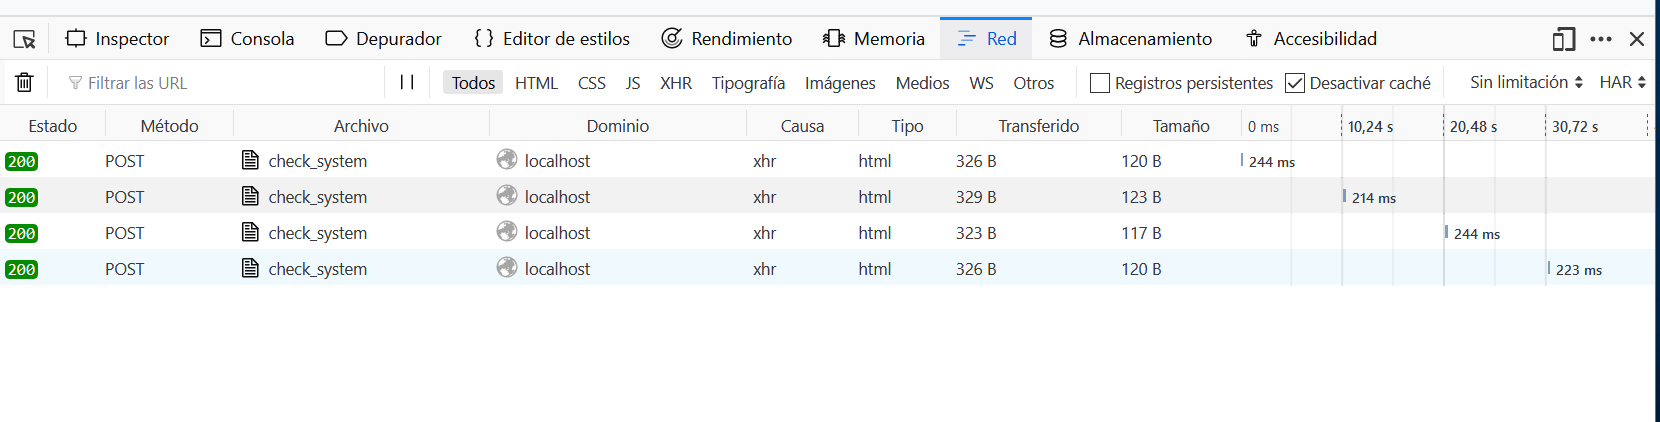 Inspector Consola Depurador Editor de estilos Rendimiento Memoria Red Almacenamiento Accesibilidad
Filtrar las URL Todos HTML CSS JS XHR Tipografía Imágenes Medios WS Otros Registros persistentes Desactivar caché Sin limitación HAR
Estado Método Archivo Dominio Causa Tipo Transferido Tamaño 0 ms 10,24 s 20,48 s 30,72 s
200 POST check_system localhost xhr html 326 B 120 B 244 ms
200 POST check_system localhost xhr html 329 B 123 B 214 ms
200 POST check_system localhost xhr html 323 B 117 B 244 ms
200 POST check_system localhost xhr html 326 B 120 B 223 ms